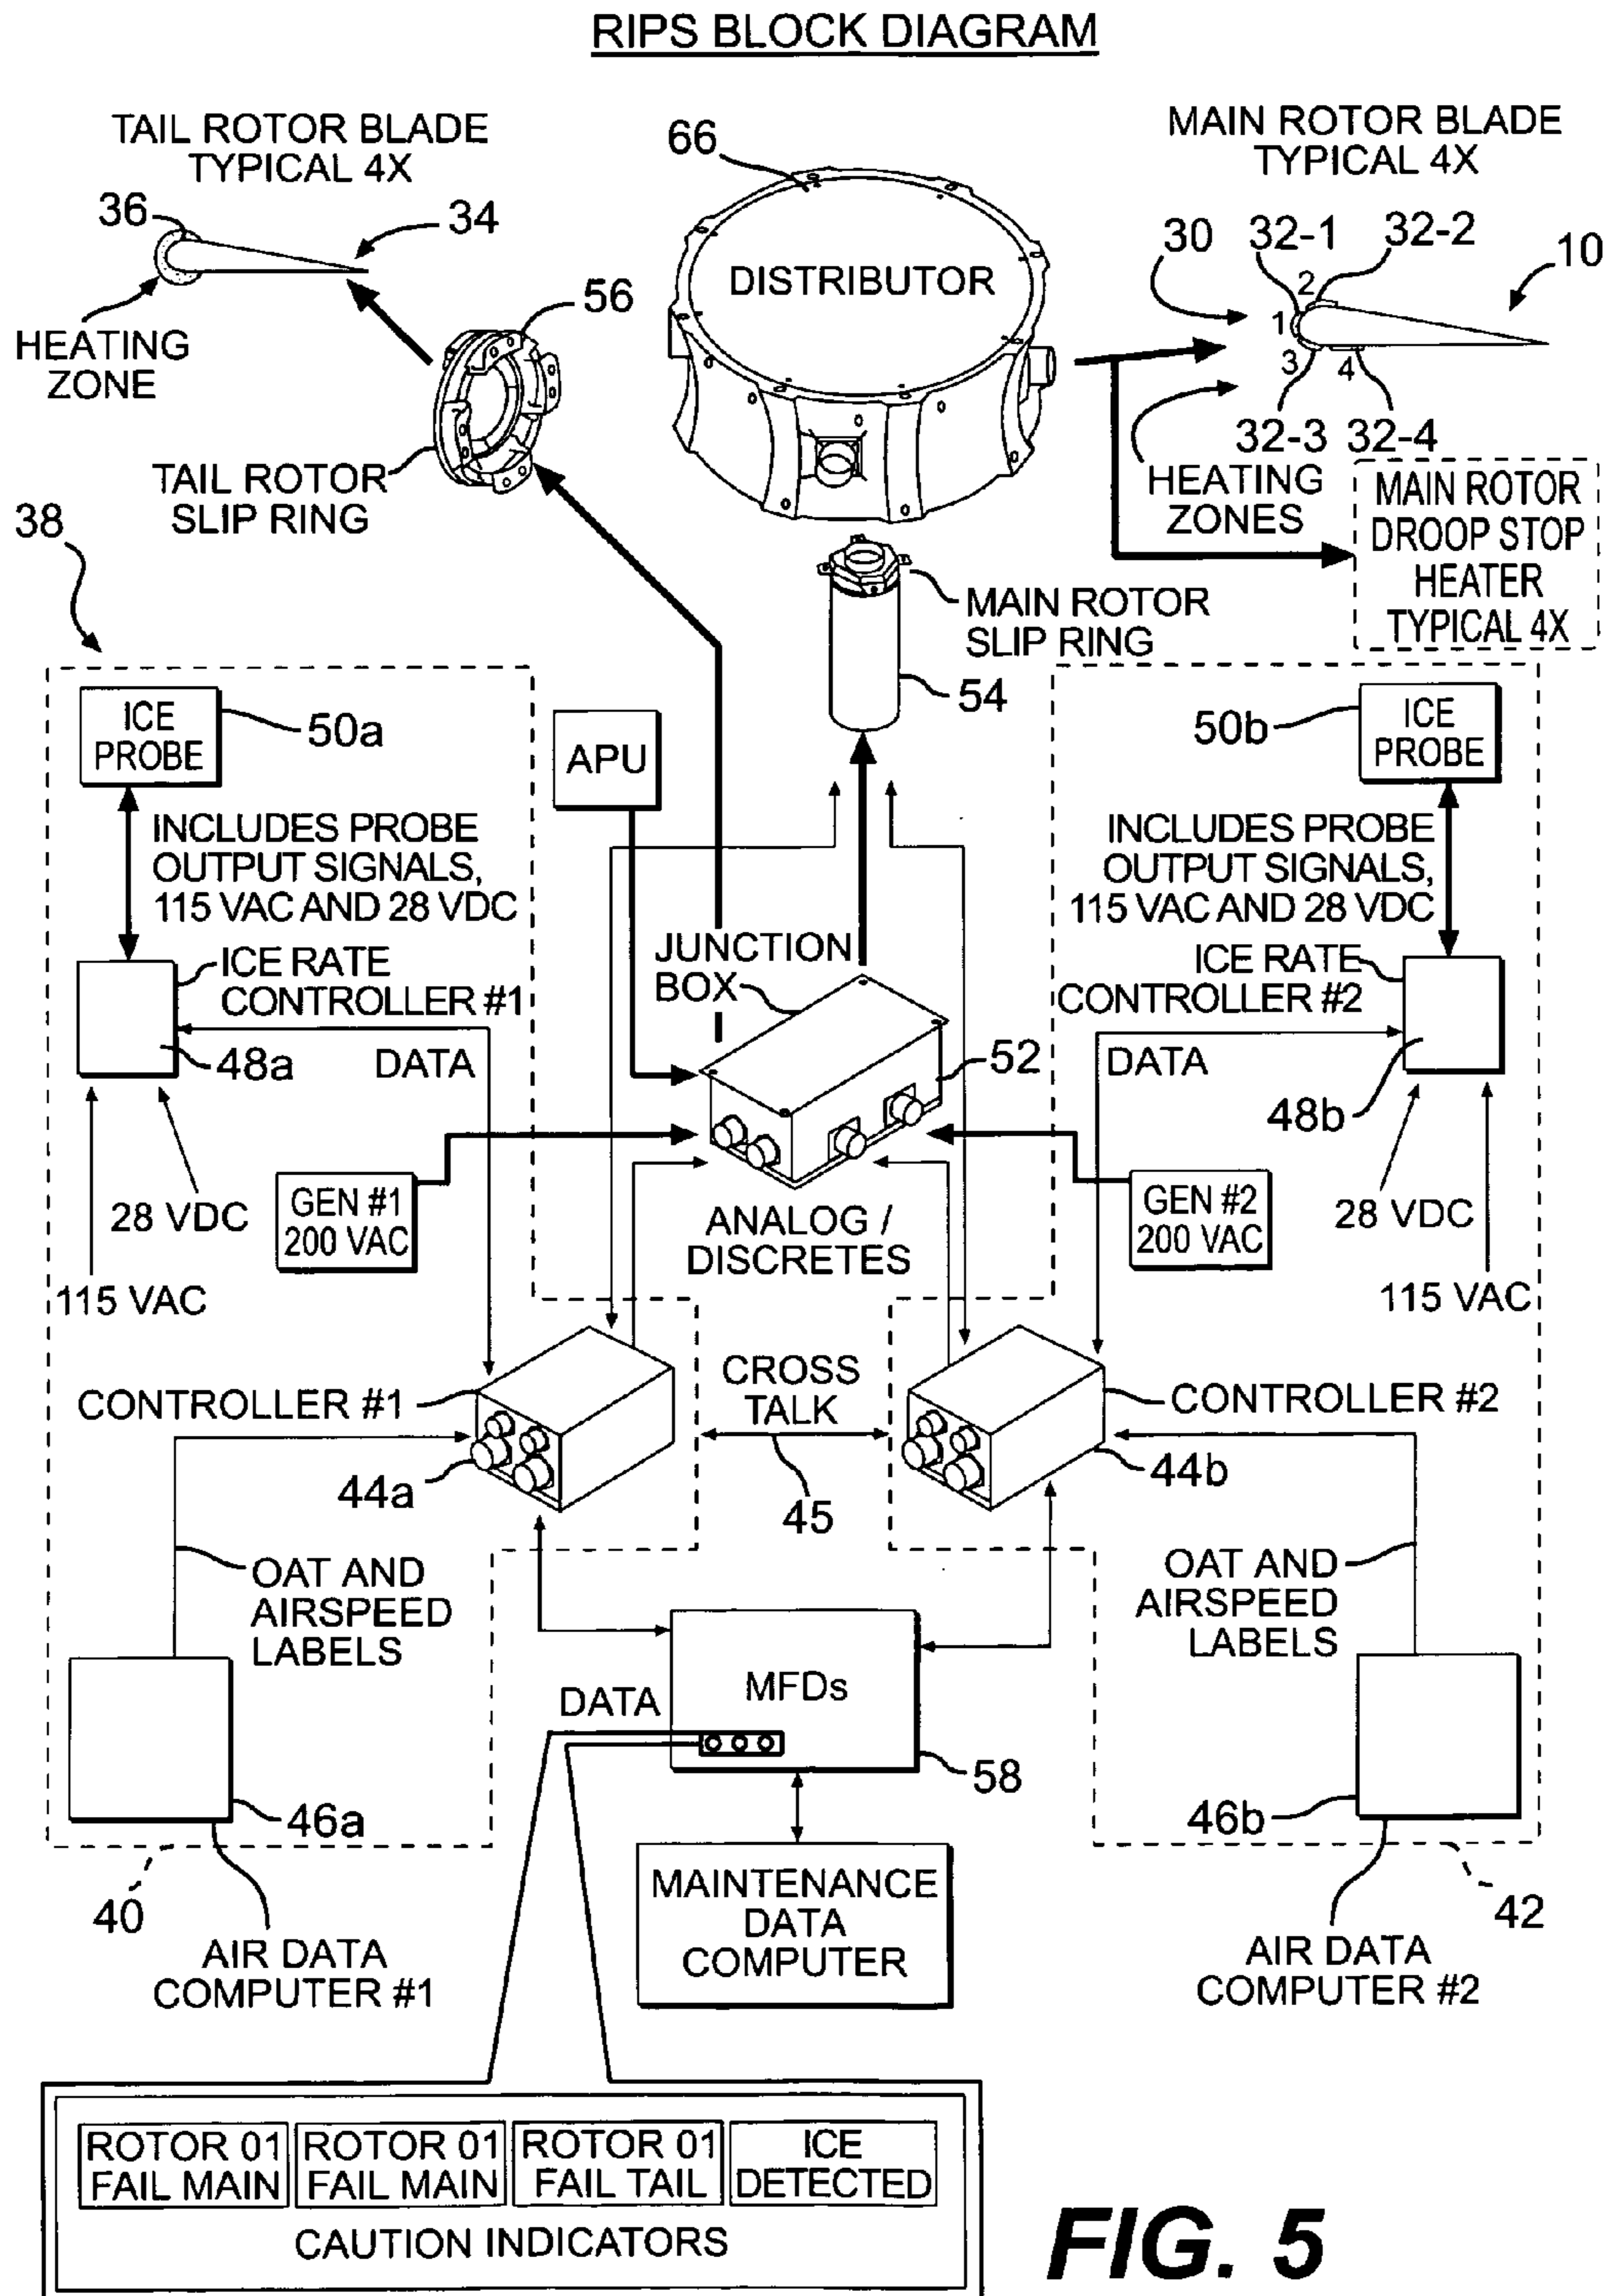 RIPS BLOCK DIAGRAM
TAIL ROTOR BLADE
TYPICAL 4X
66
MAIN ROTOR BLADE
TYPICAL 4X
36
34
30
32-1
32-2
10
DISTRIBUTOR
2
1
3
4
56
HEATING
ZONE
32-3
32-4
TAIL ROTOR
SLIP RING
HEATING
ZONES
MAIN ROTOR
DROOP STOP
HEATER
TYPICAL 4X
38
MAIN ROTOR
SLIP RING
54
ICE
PROBE
50a
APU
50b
ICE
PROBE
INCLUDES PROBE
OUTPUT SIGNALS,
115 VAC AND 28 VDC
INCLUDES PROBE
OUTPUT SIGNALS,
115 VAC AND 28 VDC
JUNCTION
BOX
ICE RATE
CONTROLLER #1
ICE RATE
CONTROLLER #2
48a
DATA
52
DATA
48b
28 VDC
GEN #1
200 VAC
ANALOG /
DISCRETES
GEN #2
200 VAC
28 VDC
115 VAC
115 VAC
CONTROLLER #1
CROSS
TALK
CONTROLLER #2
44a
45
44b
OAT AND
AIRSPEED
LABELS
OAT AND
AIRSPEED
LABELS
DATA
MFDs
58
46a
46b
40
42
AIR DATA
COMPUTER #1
MAINTENANCE
DATA
COMPUTER
AIR DATA
COMPUTER #2
ROTOR 01
FAIL MAIN
ROTOR 01
FAIL MAIN
ROTOR 01
FAIL TAIL
ICE
DETECTED
CAUTION INDICATORS
FIG. 5